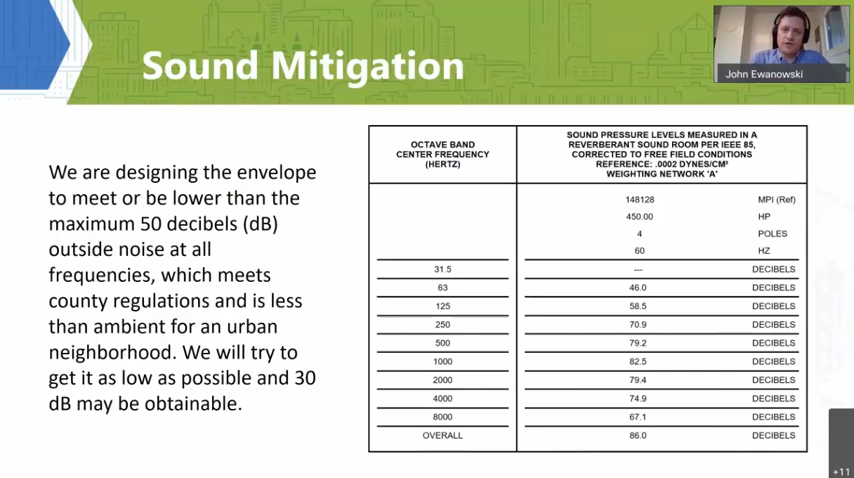 Sound Mitigation
John Ewanowski
We are designing the envelope
to meet or be lower than the
maximum 50 decibels (dB)
outside noise at all
frequencies, which meets
county regulations and is less
than ambient for an urban
neighborhood. We will try to
get it as low as possible and 30
dB may be obtainable.
OCTAVE BAND
CENTER FREQUENCY
(HERTZ)
SOUND PRESSURE LEVELS MEASURED IN A
REVERBERANT SOUND ROOM PER IEEE 85,
CORRECTED TO FREE FIELD CONDITIONS
REFERENCE: .0002 DYNES/CM²
WEIGHTING NETWORK 'A'
148128 MPI (Ref)
450.00 HP
4 POLES
60 HZ
31.5 --- DECIBELS
63 46.0 DECIBELS
125 58.5 DECIBELS
250 70.9 DECIBELS
500 79.2 DECIBELS
1000 82.5 DECIBELS
2000 79.4 DECIBELS
4000 74.9 DECIBELS
8000 67.1 DECIBELS
OVERALL 86.0 DECIBELS
+11